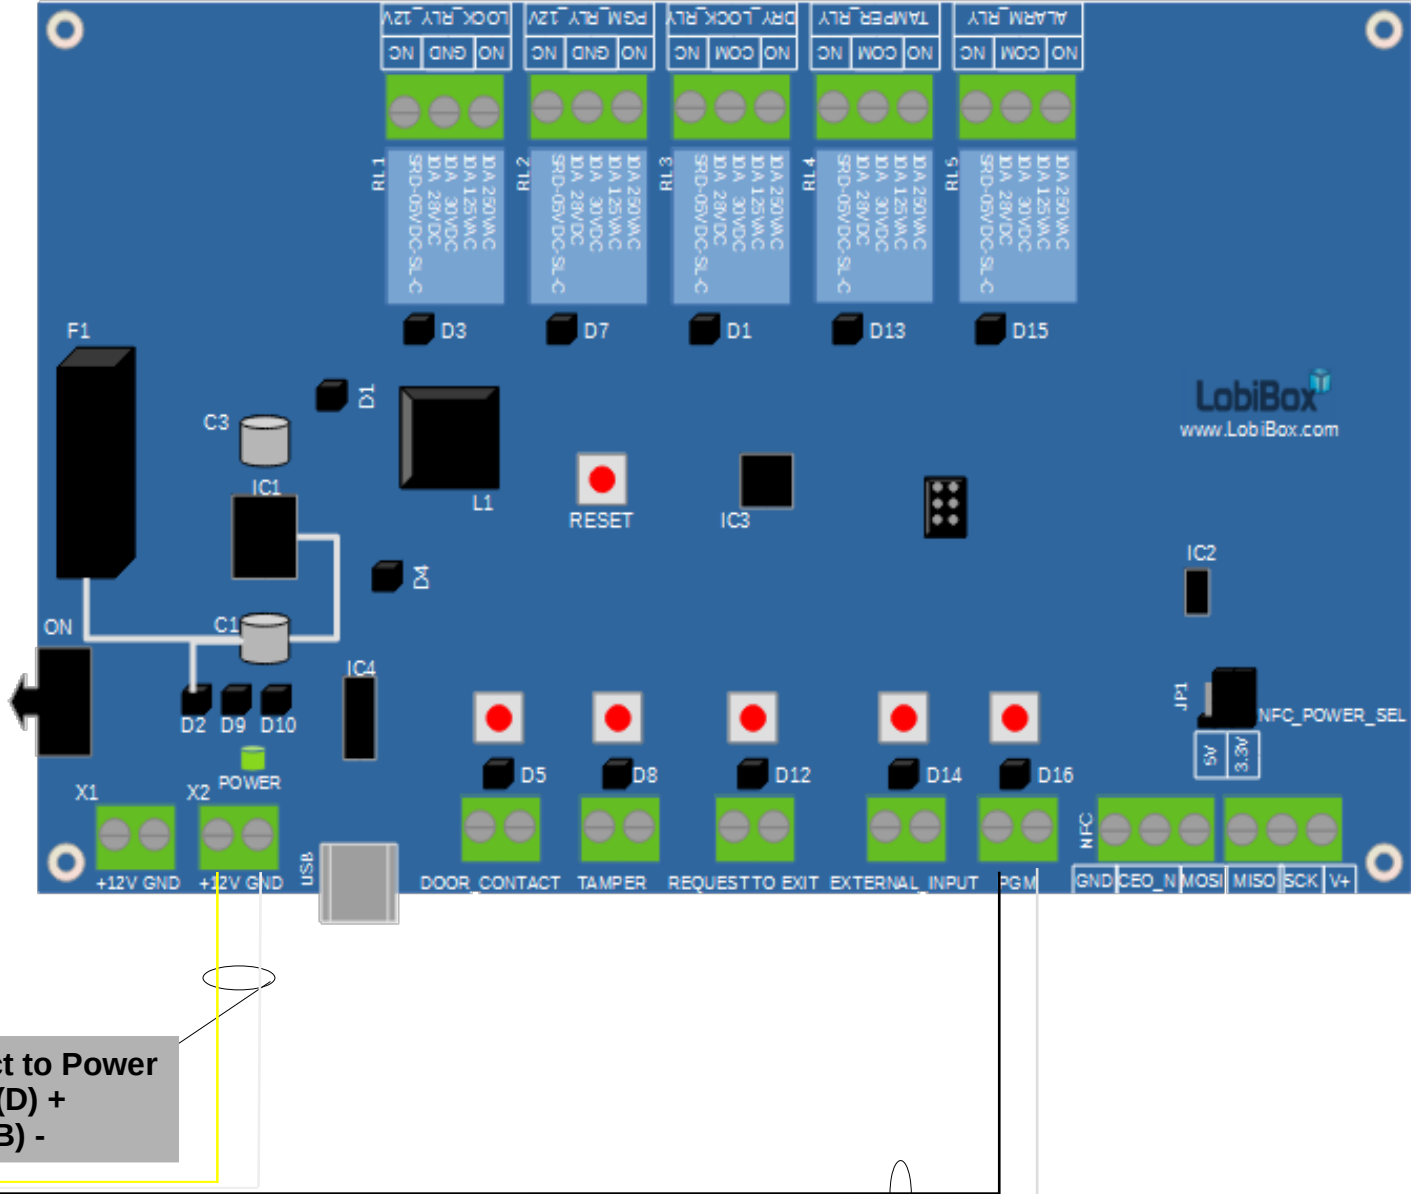 LOCK_RLY_12V
PGM_RLY_12V
DRY_LOCK_RLY
TAMPER_RLY
ALARM_RLY
NC GND NO
NC GND NO
NC COM NO
NC COM NO
NC COM NO
RL1
SRD-05VDC-SL-C
10A 28VDC
10A 30VDC
10A 125VAC
10A 250VAC
RL2
SRD-05VDC-SL-C
10A 28VDC
10A 30VDC
10A 125VAC
10A 250VAC
RL3
SRD-05VDC-SL-C
10A 28VDC
10A 30VDC
10A 125VAC
10A 250VAC
RL4
SRD-05VDC-SL-C
10A 28VDC
10A 30VDC
10A 125VAC
10A 250VAC
RL5
SRD-05VDC-SL-C
10A 28VDC
10A 30VDC
10A 125VAC
10A 250VAC
F1
D3
D7
D1
D13
D15
D1
C3
LobiBox
www.LobiBox.com
IC1
L1
RESET
IC3
IC2
D4
C1
ON
IC4
JP1
NFC_POWER_SEL
5V
3.3V
D2
D9
D10
POWER
D5
D8
D12
D14
D16
X1
X2
USB
NFC
+12V GND
+12V GND
DOOR_CONTACT
TAMPER
REQUEST TO EXIT
EXTERNAL_INPUT
PGM
GND CEO_N MOSI MISO SCK V+
ct to Power
(D) +
B) -